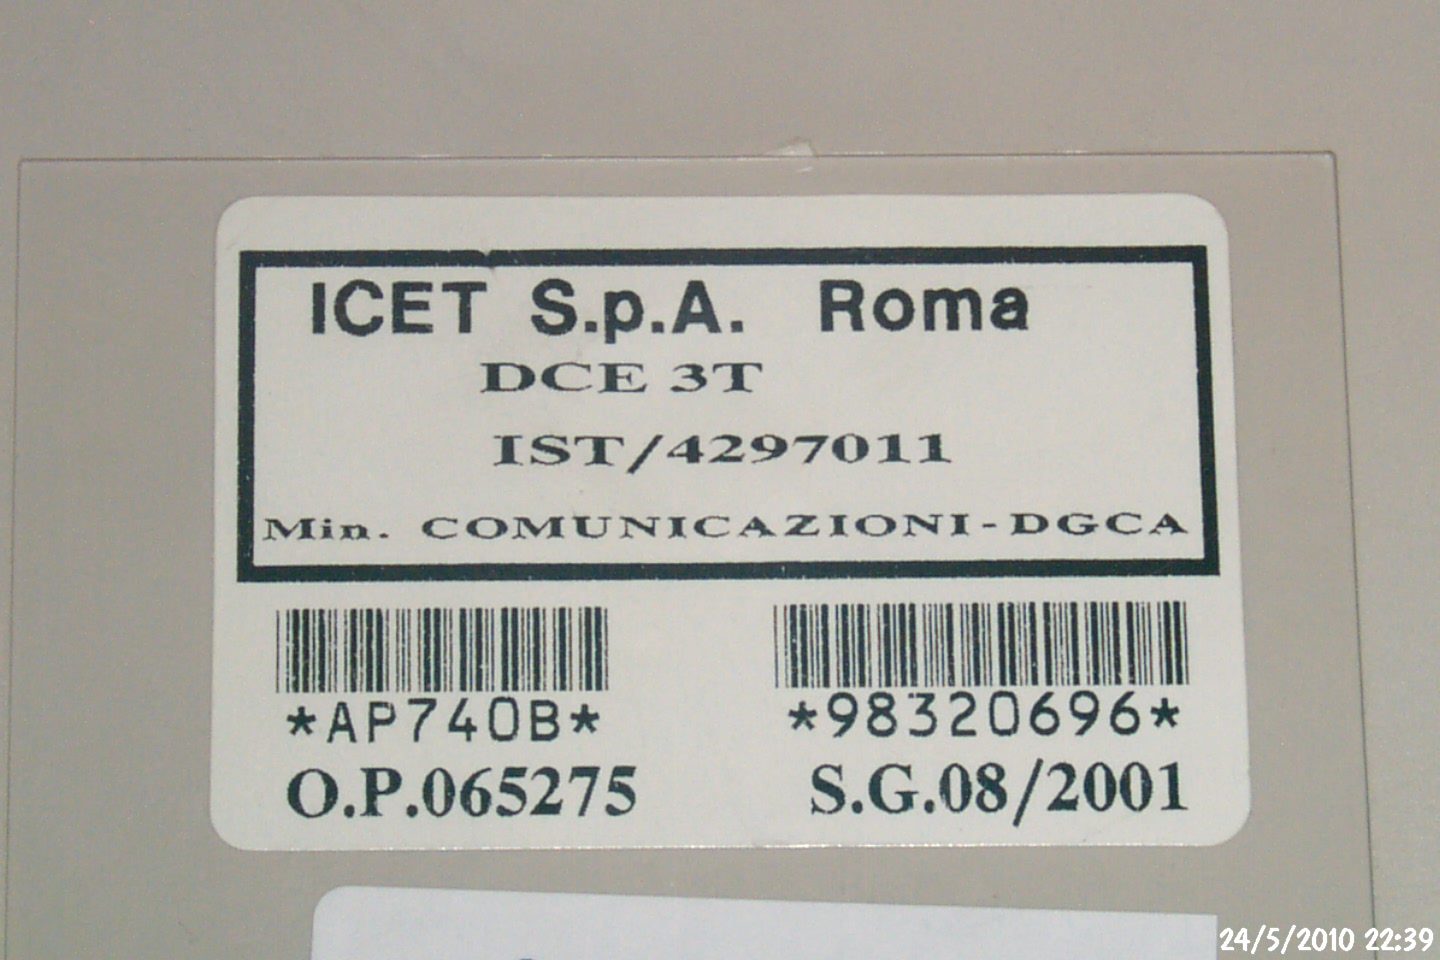 ICET S.p.A. Roma
DCE 3T
IST/4297011
Min. COMUNICAZIONI-DGCA
*AP740B* *98320696*
O.P.065275 S.G.08/2001
24/5/2010 22:39